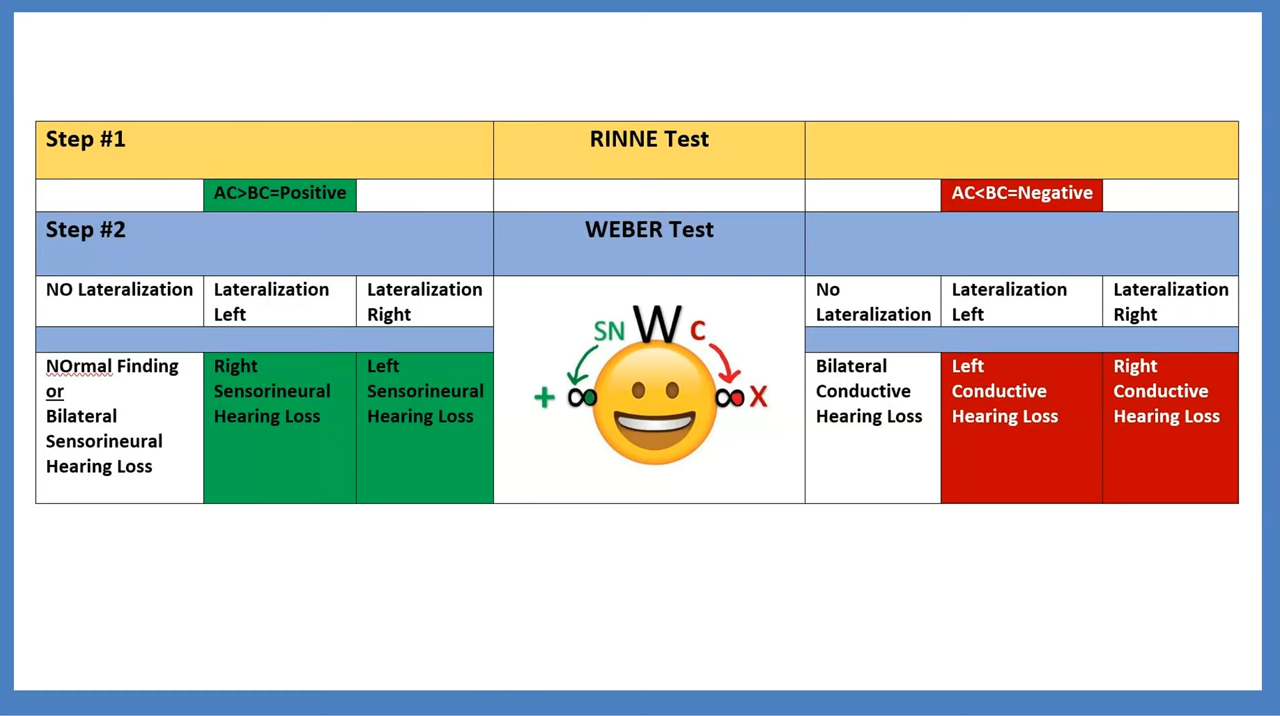 Step #1
RINNE Test
AC>BC=Positive
AC<BC=Negative
Step #2
WEBER Test
NO Lateralization
Lateralization
Left
Lateralization
Right
No
Lateralization
Lateralization
Left
Lateralization
Right
NOrmal Finding
or
Bilateral
Sensorineural
Hearing Loss
Right
Sensorineural
Hearing Loss
Left
Sensorineural
Hearing Loss
SN W C
+ ∞ ∞ X
Bilateral
Conductive
Hearing Loss
Left
Conductive
Hearing Loss
Right
Conductive
Hearing Loss